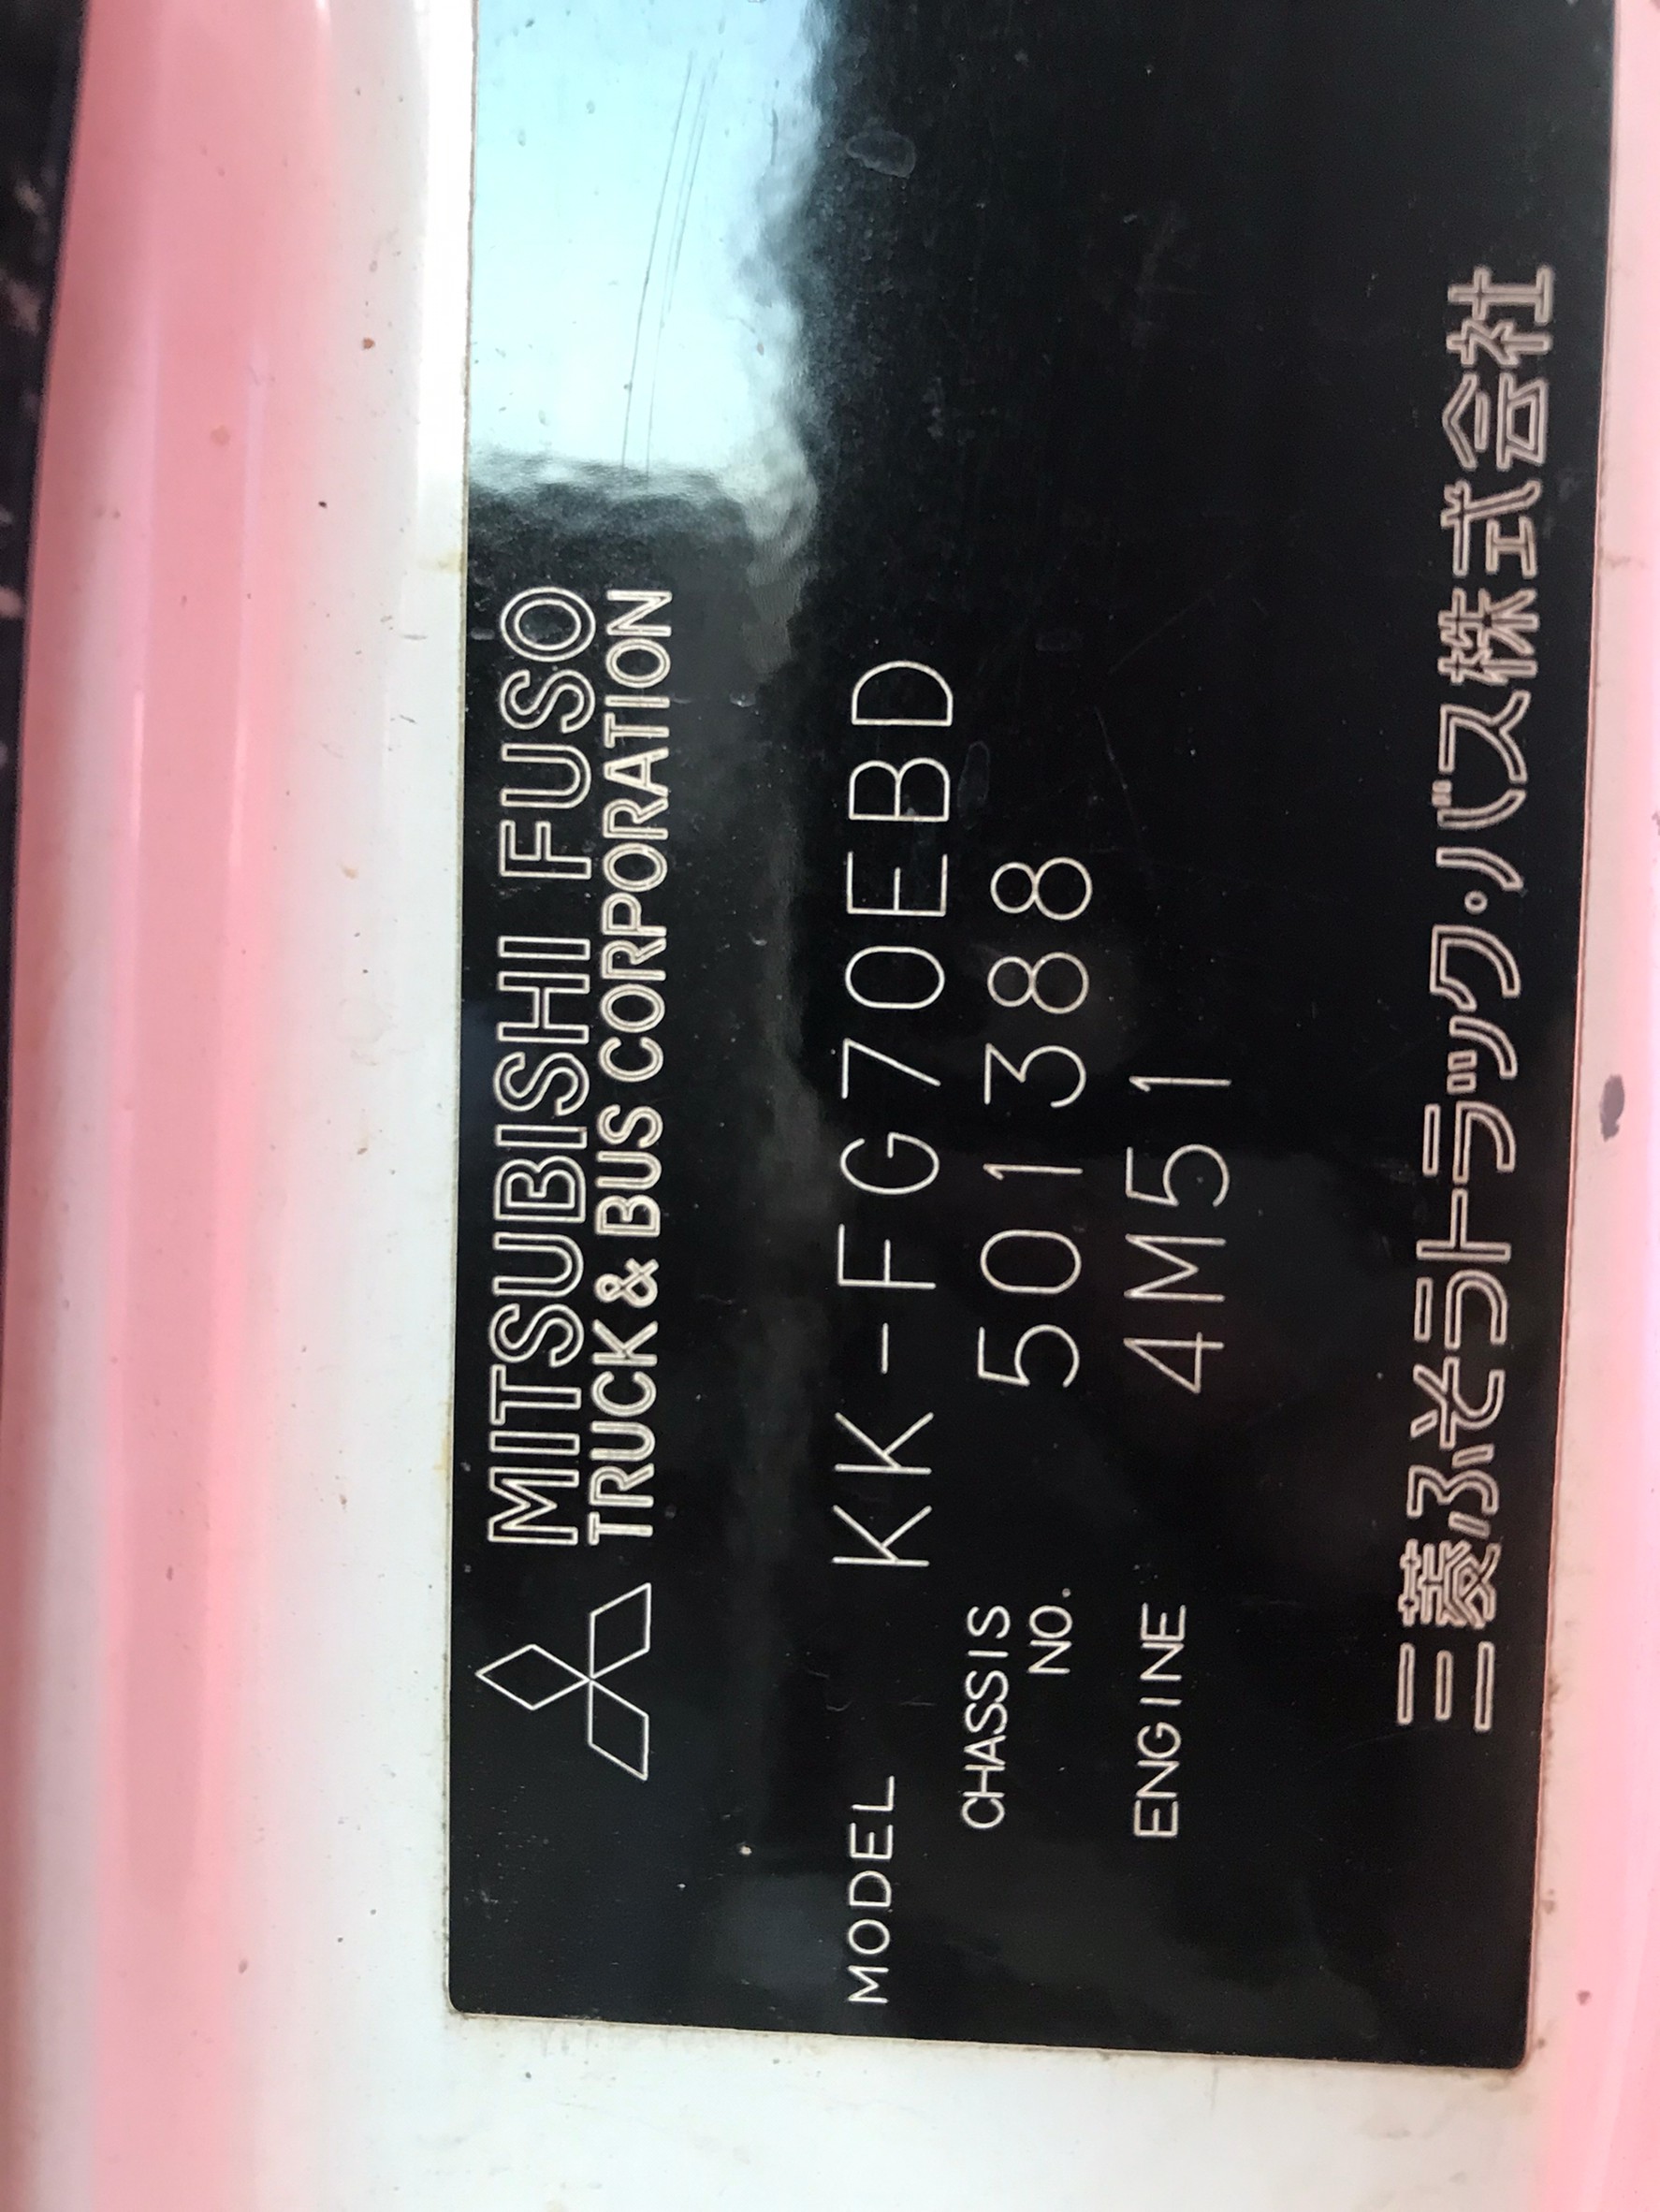 MITSUBISHI FUSO
TRUCK & BUS CORPORATION
MODEL KK-FG70EBD
CHASSIS NO. 501388
ENGINE 4M51
三菱ふそうトラック・バス株式会社